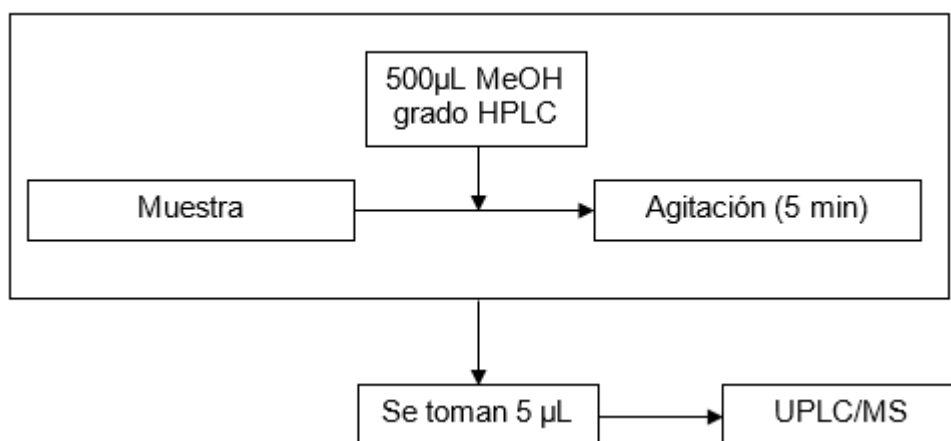 500µL MeOH
grado HPLC
Muestra
Agitación (5 min)
Se toman 5 µL
UPLC/MS